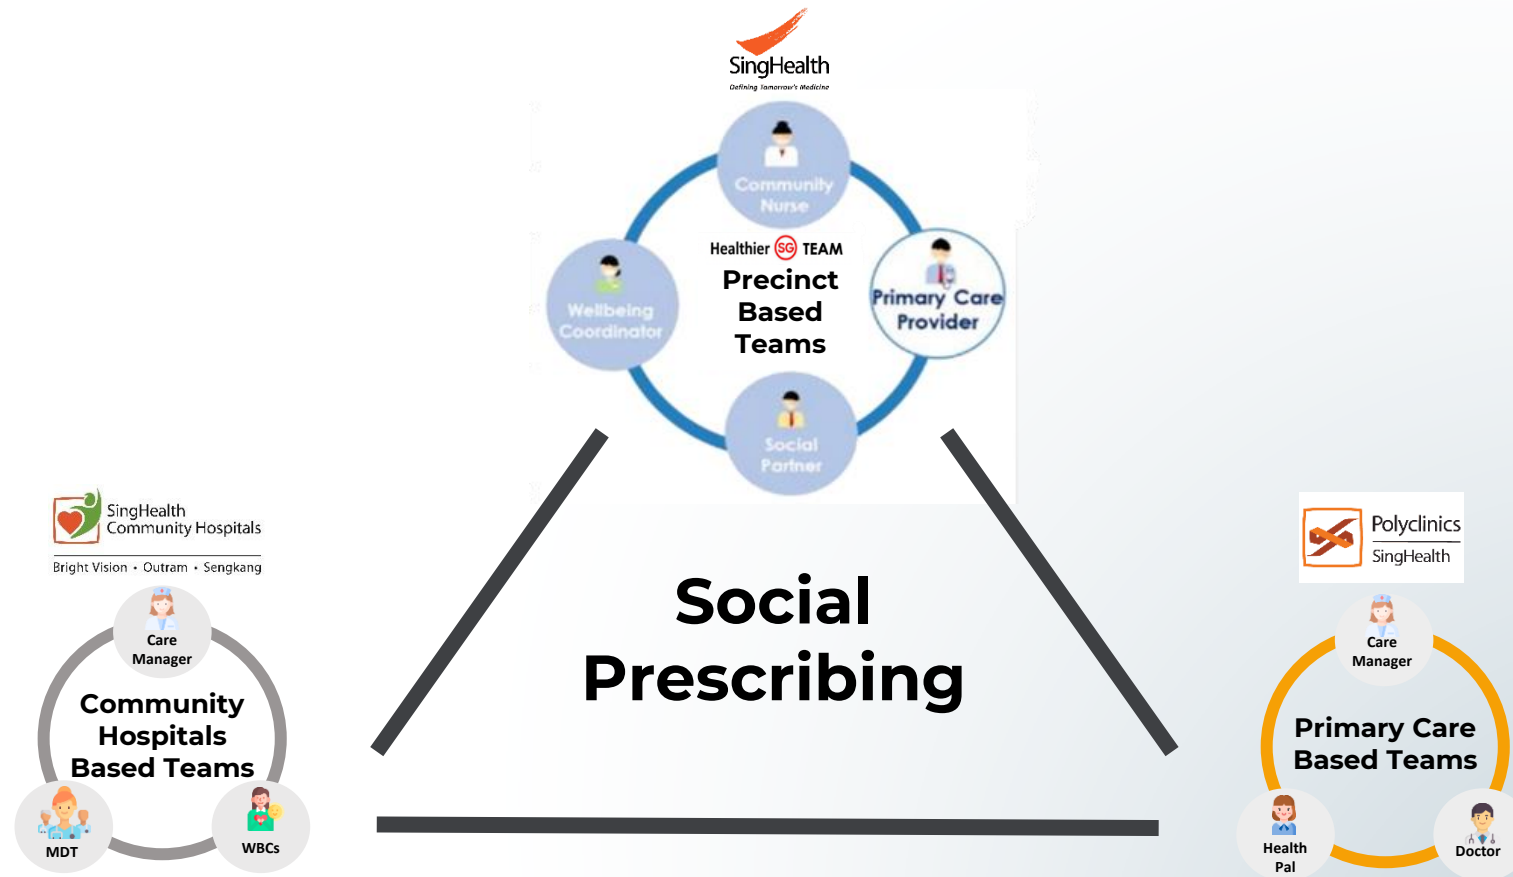 SingHealth
Defining Tomorrow's Medicine
Community
Nurse
Healthier SG TEAM
Precinct
Based
Teams
Wellbeing
Coordinator
Primary Care
Provider
Social
Partner
SingHealth
Community Hospitals
Bright Vision • Outram • Sengkang
Care
Manager
Community
Hospitals
Based Teams
MDT
WBCs
Social
Prescribing
Polyclinics
SingHealth
Care
Manager
Primary Care
Based Teams
Health
Pal
Doctor